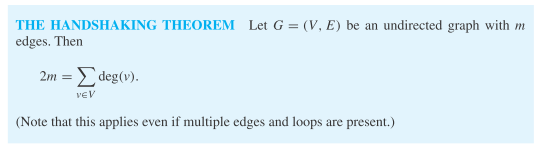 THE HANDSHAKING THEOREM Let G = (V, E) be an undirected graph with m
edges. Then
2m = ∑ deg(v).
v∈V
(Note that this applies even if multiple edges and loops are present.)